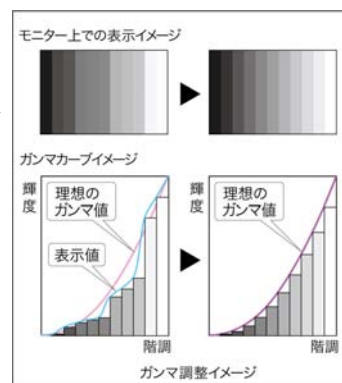 モニター上での表示イメージ
ガンマカーブイメージ
輝度
理想の
ガンマ値
表示値
階調
輝度
理想の
ガンマ値
階調
ガンマ調整イメージ